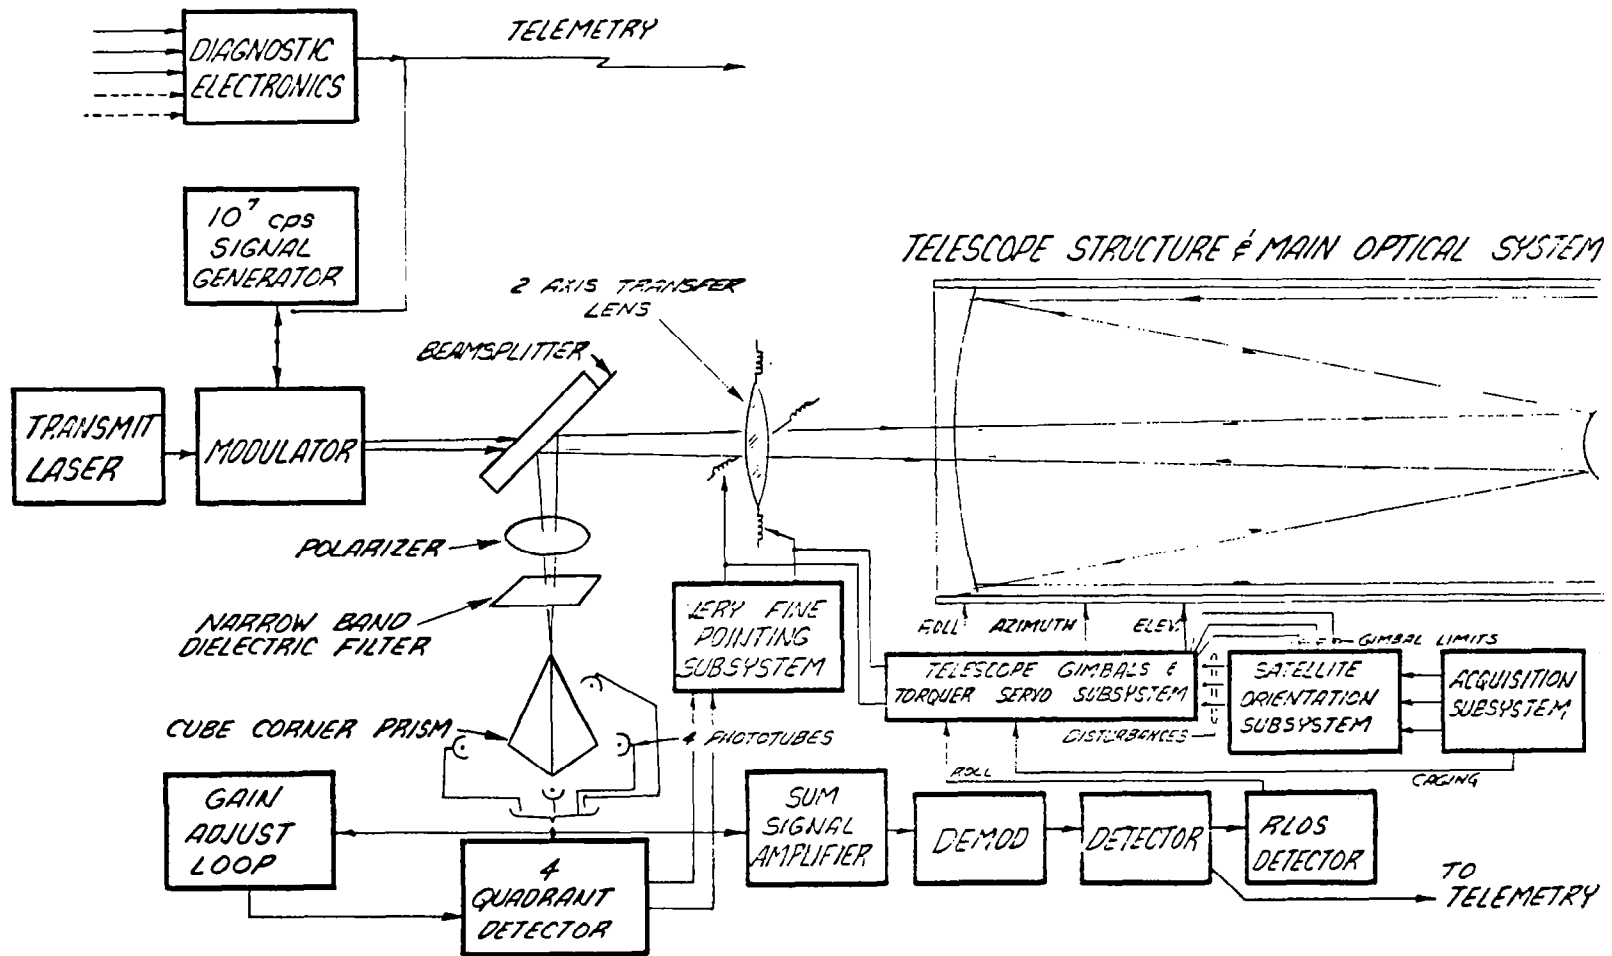 DIAGNOSTIC
ELECTRONICS
TELEMETRY
10⁷ cps
SIGNAL
GENERATOR
TELESCOPE STRUCTURE & MAIN OPTICAL SYSTEM
2 AXIS TRANSFER
LENS
BEAMSPLITTER
TRANSMIT
LASER
MODULATOR
POLARIZER
NARROW BAND
DIELECTRIC FILTER
VERY FINE
POINTING
SUBSYSTEM
ROLL
AZIMUTH
ELEV.
GIMBAL LIMITS
TELESCOPE GIMBALS &
TORQUER SERVO SUBSYSTEM
SATELLITE
ORIENTATION
SUBSYSTEM
ACQUISITION
SUBSYSTEM
CUBE CORNER PRISM
4 PHOTOTUBES
DISTURBANCES
ROLL
CAGING
GAIN
ADJUST
LOOP
4
QUADRANT
DETECTOR
SUM
SIGNAL
AMPLIFIER
DEMOD
DETECTOR
RLOS
DETECTOR
TO
TELEMETRY